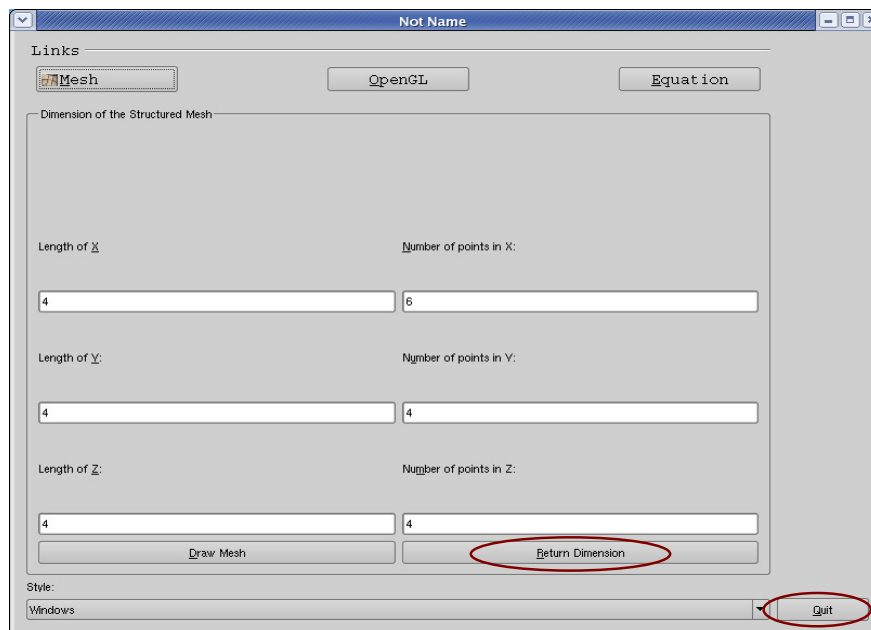 Not Name
Links
Mesh OpenGL Equation
Dimension of the Structured Mesh
Length of X Number of points in X:
4 6
Length of Y: Number of points in Y:
4 4
Length of Z: Number of points in Z:
4 4
Draw Mesh Return Dimension
Style:
Windows Quit